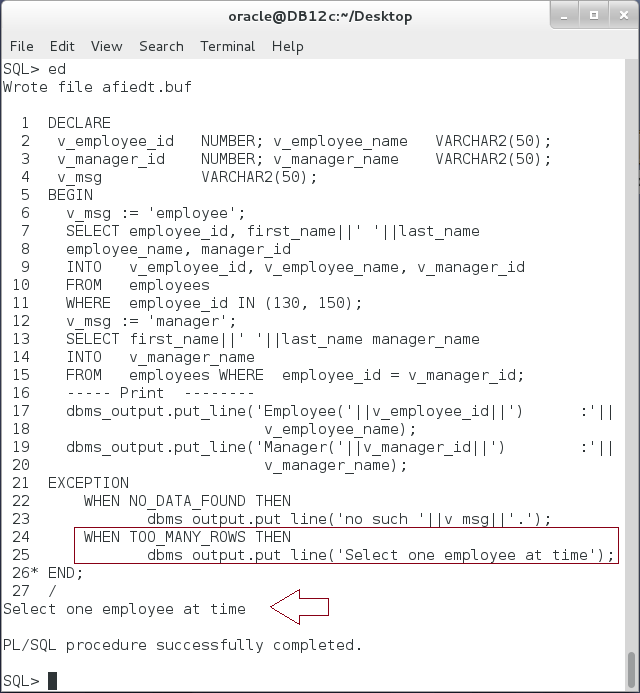 oracle@DB12c:~/Desktop
File Edit View Search Terminal Help
SQL> ed
Wrote file afiedt.buf
1 DECLARE
2 v_employee_id NUMBER; v_employee_name VARCHAR2(50);
3 v_manager_id NUMBER; v_manager_name VARCHAR2(50);
4 v_msg VARCHAR2(50);
5 BEGIN
6 v_msg := 'employee';
7 SELECT employee_id, first_name||' '||last_name
8 employee_name, manager_id
9 INTO v_employee_id, v_employee_name, v_manager_id
10 FROM employees
11 WHERE employee_id IN (130, 150);
12 v_msg := 'manager';
13 SELECT first_name||' '||last_name manager_name
14 INTO v_manager_name
15 FROM employees WHERE employee_id = v_manager_id;
16 ----- Print --------
17 dbms_output.put_line('Employee('||v_employee_id||') :'||
18 v_employee_name);
19 dbms_output.put_line('Manager('||v_manager_id||') :'||
20 v_manager_name);
21 EXCEPTION
22 WHEN NO_DATA_FOUND THEN
23 dbms_output.put_line('no such '||v_msg||'.');
24 WHEN TOO_MANY_ROWS THEN
25 dbms_output.put_line('Select one employee at time');
26* END;
27 /
Select one employee at time
PL/SQL procedure successfully completed.
SQL>